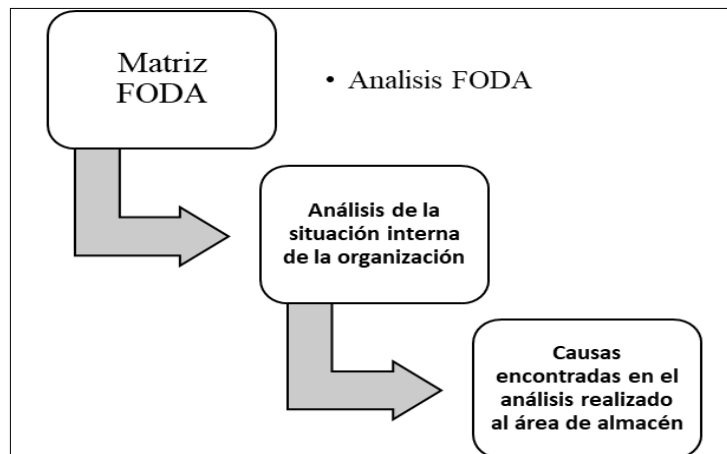 Matriz
FODA
• Analisis FODA
Análisis de la
situación interna
de la organización
Causas
encontradas en el
análisis realizado
al área de almacén